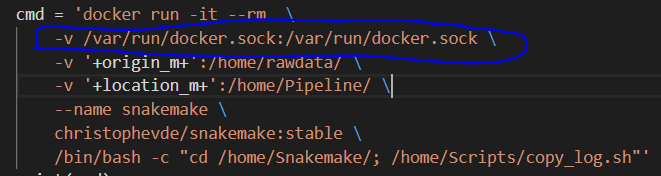 cmd = 'docker run -it --rm \
-v /var/run/docker.sock:/var/run/docker.sock \
-v '+origin_m+':/home/rawdata/ \
-v '+location_m+':/home/Pipeline/ \
--name snakemake \
christophevde/snakemake:stable \
/bin/bash -c "cd /home/Snakemake/; /home/Scripts/copy_log.sh"'